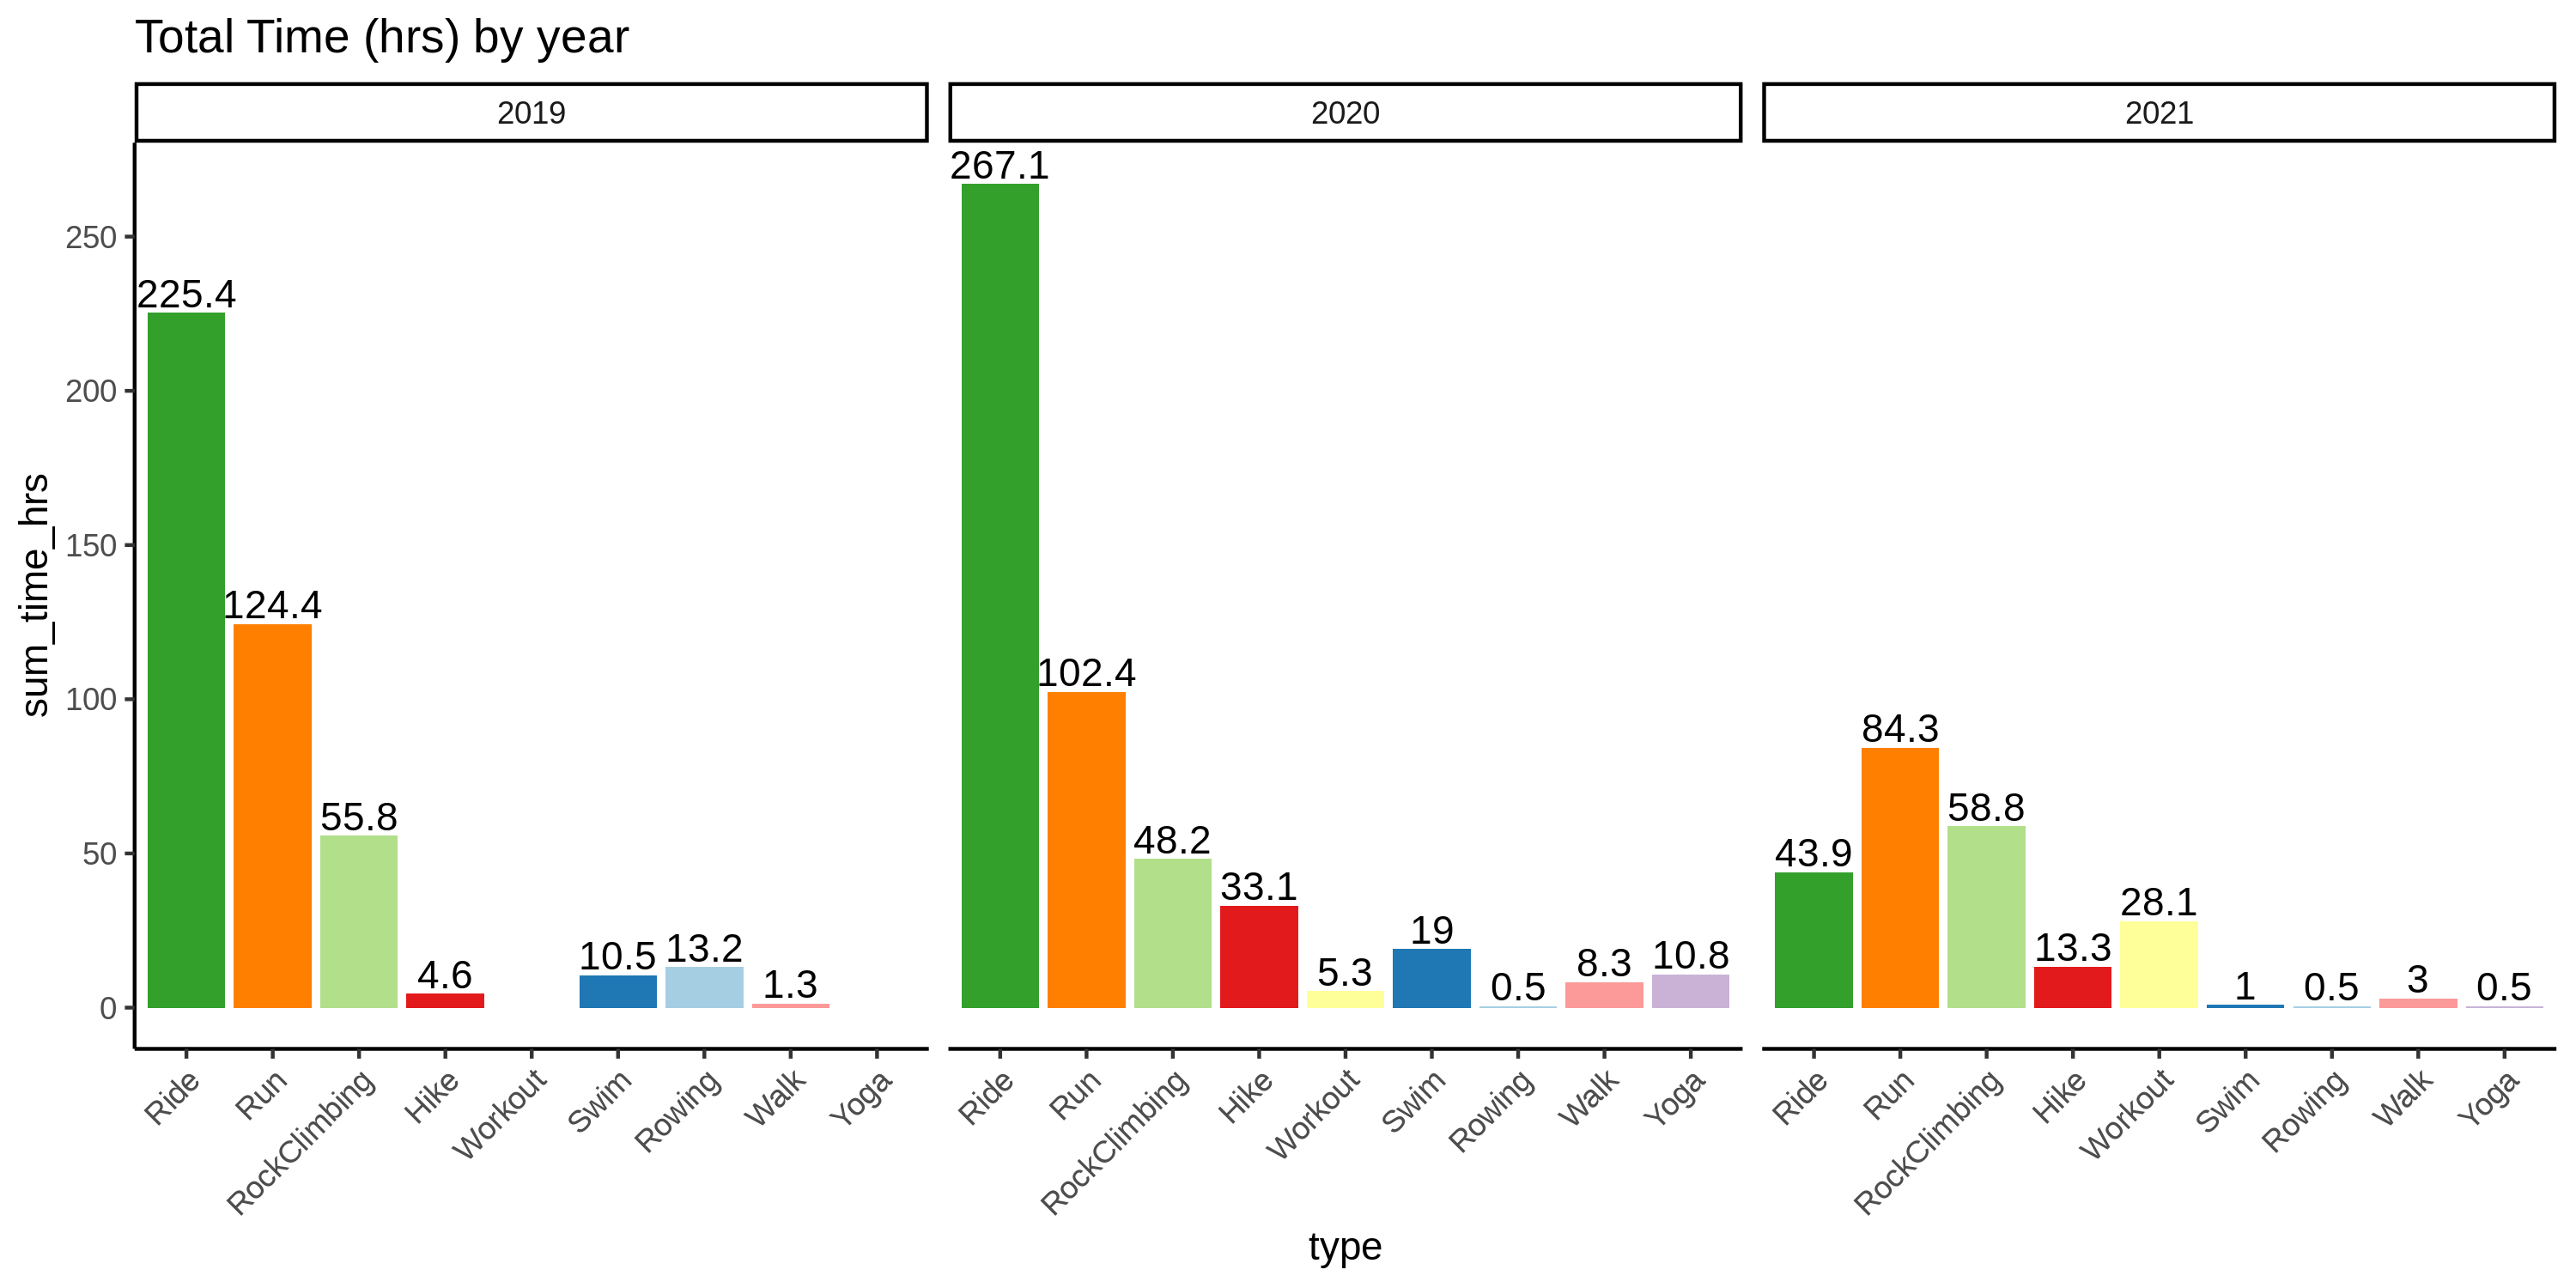 Total Time (hrs) by year
2019 2020 2021
sum_time_hrs
250
200
150
100
50
0
225.4 124.4 55.8 4.6 10.5 13.2 1.3
267.1 102.4 48.2 33.1 5.3 19 0.5 8.3 10.8
43.9 84.3 58.8 13.3 28.1 1 0.5 3 0.5
Ride Run RockClimbing Hike Workout Swim Rowing Walk Yoga
Ride Run RockClimbing Hike Workout Swim Rowing Walk Yoga
Ride Run RockClimbing Hike Workout Swim Rowing Walk Yoga
type